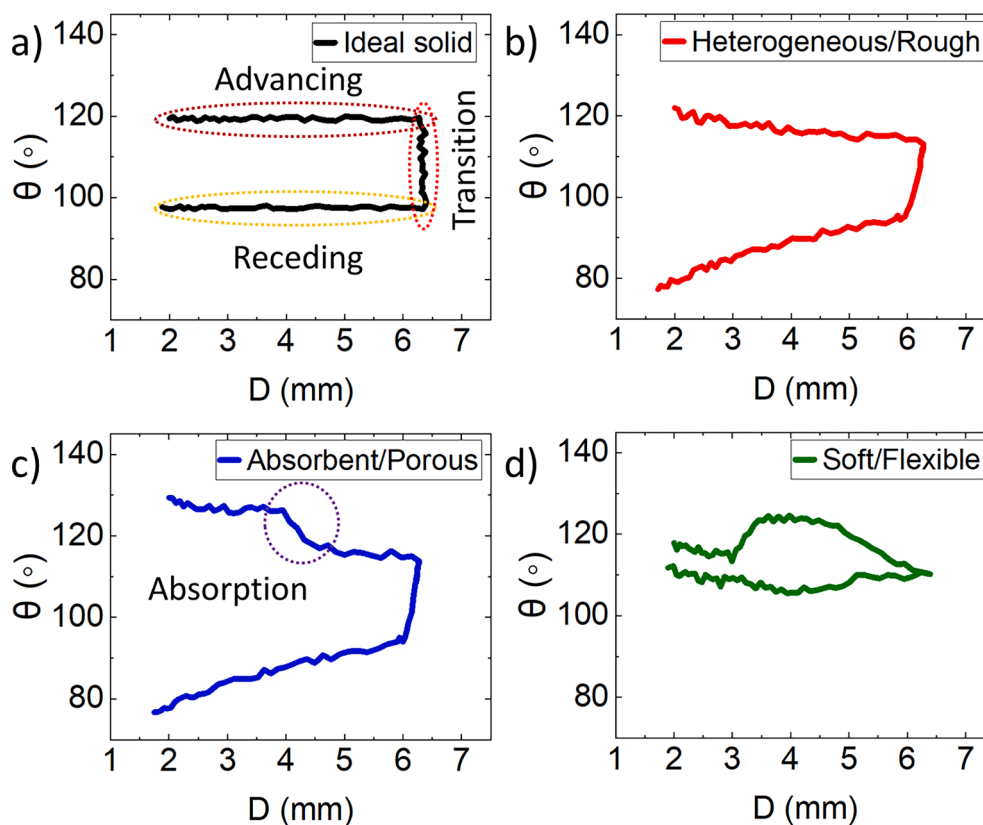 a)
Ideal solid
Advancing
Transition
Receding
140
120
100
80
θ (°)
1 2 3 4 5 6 7
D (mm)
b)
Heterogeneous/Rough
140
120
100
80
θ (°)
1 2 3 4 5 6 7
D (mm)
c)
Absorbent/Porous
Absorption
140
120
100
80
θ (°)
1 2 3 4 5 6 7
D (mm)
d)
Soft/Flexible
140
120
100
80
θ (°)
1 2 3 4 5 6 7
D (mm)